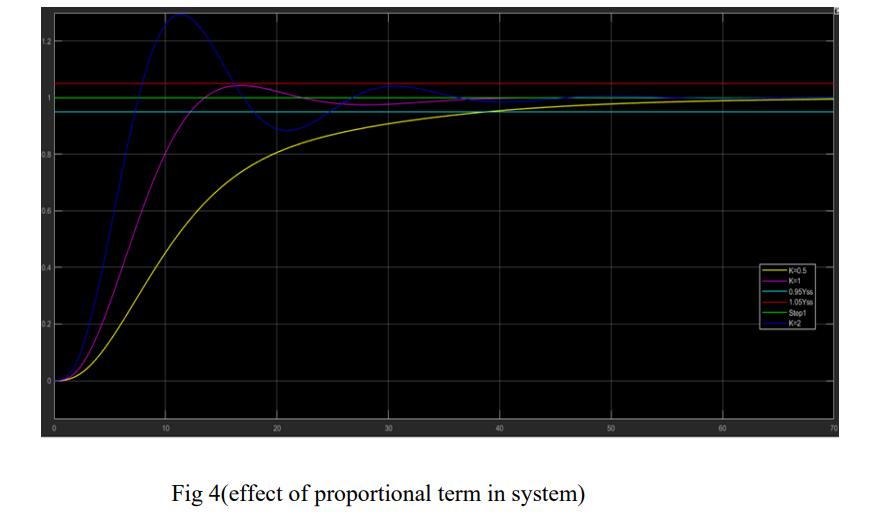 1.2
1
0.8
0.6
0.4
0.2
0
0 10 20 30 40 50 60 70
K=0.5
K=1
0.95Yss
1.05Yss
Step1
K=2
Fig 4(effect of proportional term in system)